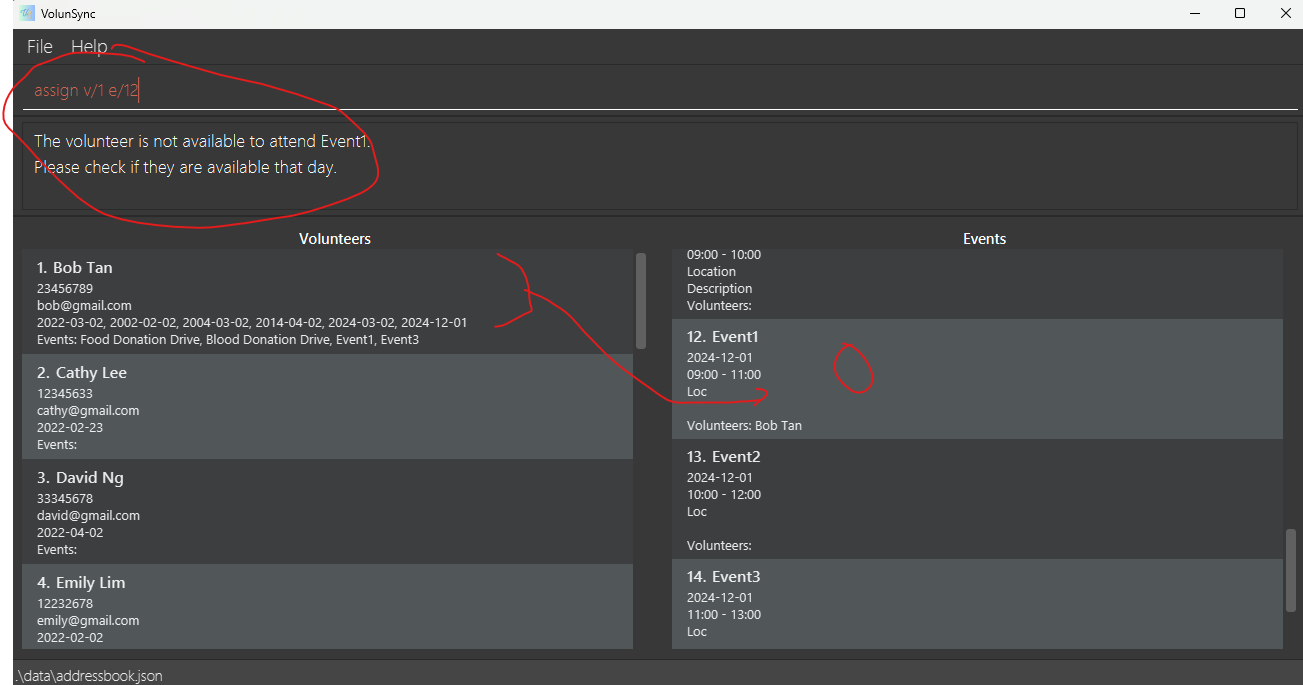 VolunSync
File Help
assign v/1 e/12
The volunteer is not available to attend Event1.
Please check if they are available that day.
Volunteers
1. Bob Tan
23456789
bob@gmail.com
2022-03-02, 2002-02-02, 2004-03-02, 2014-04-02, 2024-03-02, 2024-12-01
Events: Food Donation Drive, Blood Donation Drive, Event1, Event3
2. Cathy Lee
12345633
cathy@gmail.com
2022-02-23
Events:
3. David Ng
33345678
david@gmail.com
2022-04-02
Events:
4. Emily Lim
12232678
emily@gmail.com
2022-02-02
Events
09:00 - 10:00
Location
Description
Volunteers:
12. Event1
2024-12-01
09:00 - 11:00
Loc
Volunteers: Bob Tan
13. Event2
2024-12-01
10:00 - 12:00
Loc
Volunteers:
14. Event3
2024-12-01
11:00 - 13:00
Loc
.\data\addressbook.json